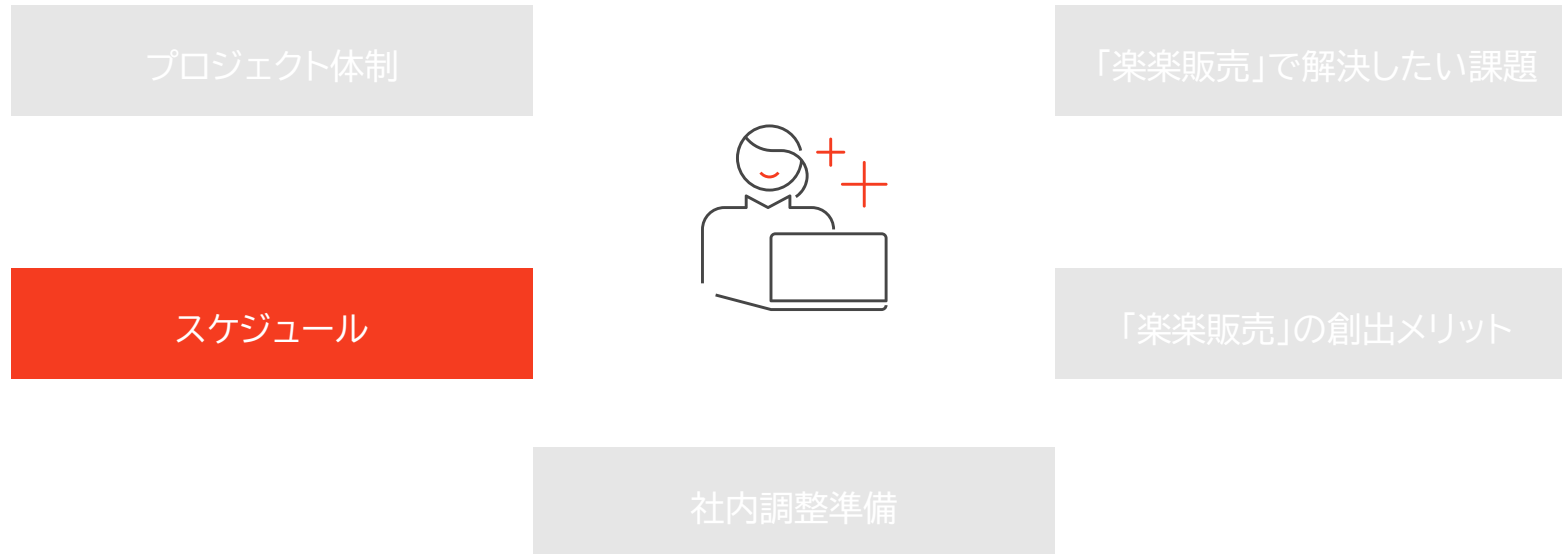 プロジェクト体制
「楽楽販売」で解決したい課題
スケジュール
「楽楽販売」の創出メリット
社内調整準備